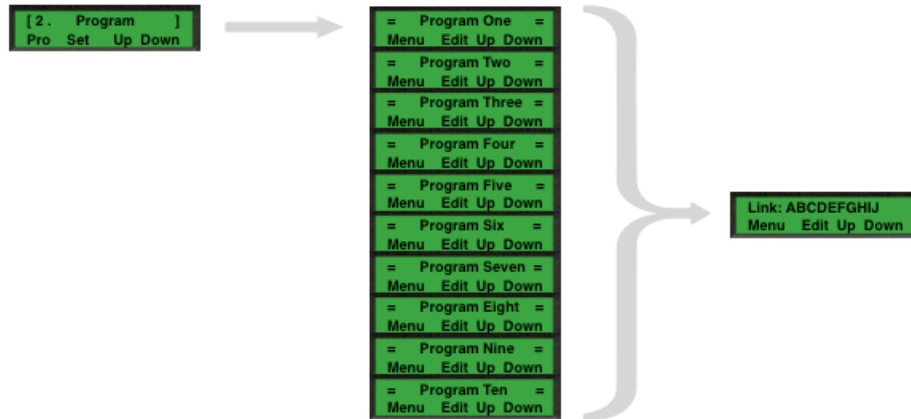 [ 2 . Program ]
Pro Set Up Down
= Program One =
Menu Edit Up Down
= Program Two =
Menu Edit Up Down
= Program Three =
Menu Edit Up Down
= Program Four =
Menu Edit Up Down
= Program Five =
Menu Edit Up Down
= Program Six =
Menu Edit Up Down
= Program Seven =
Menu Edit Up Down
= Program Eight =
Menu Edit Up Down
= Program Nine =
Menu Edit Up Down
= Program Ten =
Menu Edit Up Down
Link: ABCDEFGHIJ
Menu Edit Up Down